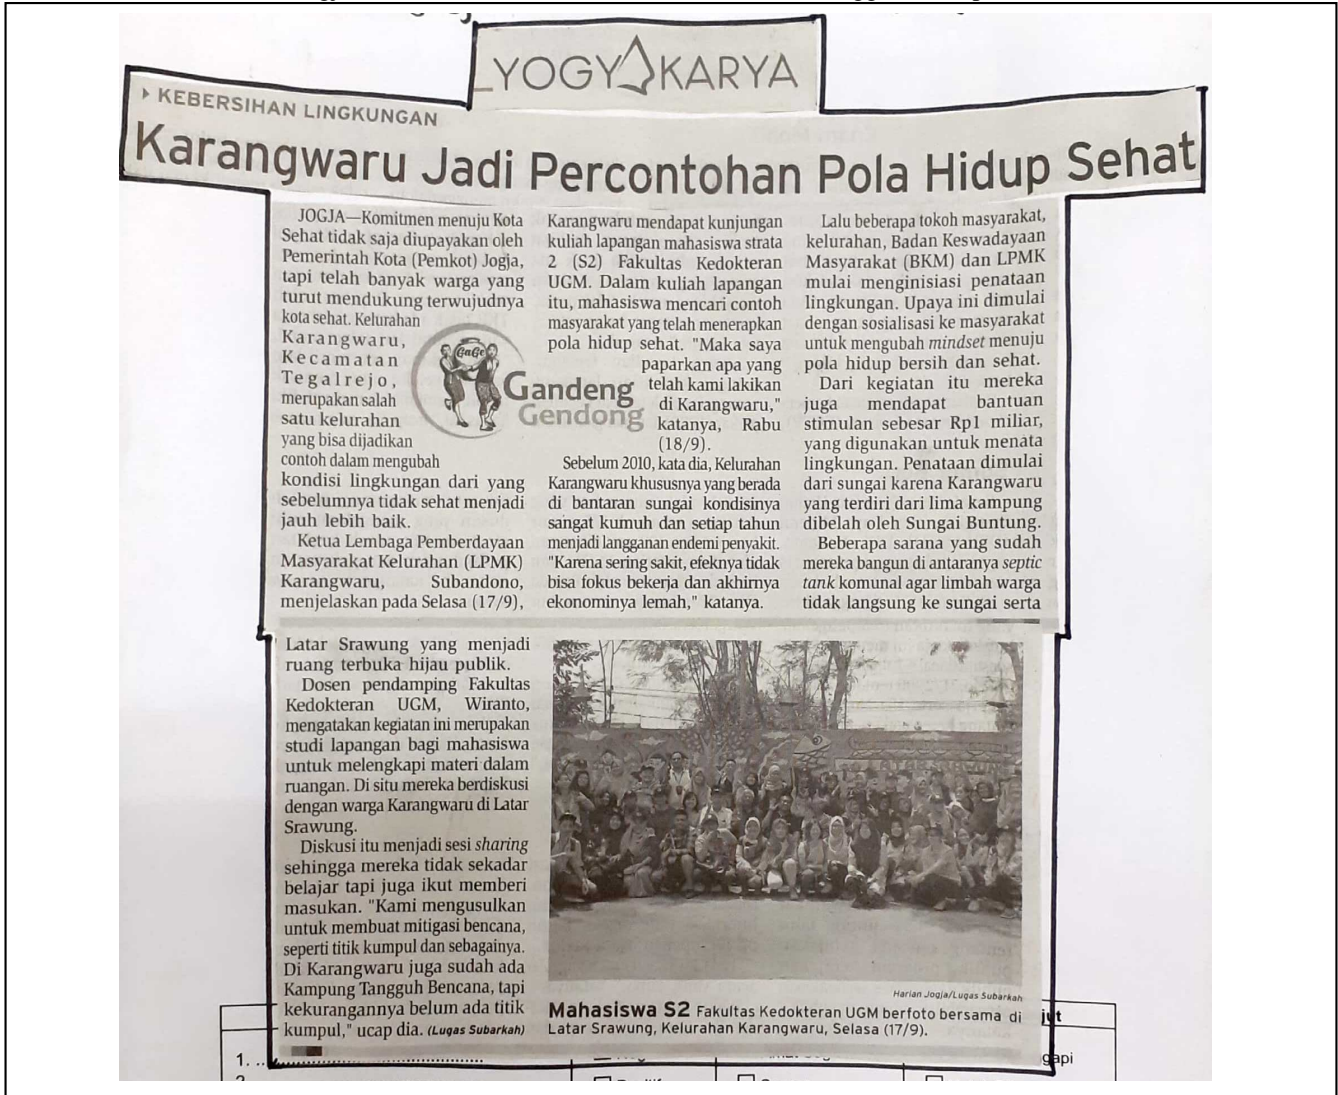 YOGYAKARYA
KEBERSIHAN LINGKUNGAN
Karangwaru Jadi Percontohan Pola Hidup Sehat
JOGJA—Komitmen menuju Kota
Sehat tidak saja diupayakan oleh
Pemerintah Kota (Pemkot) Jogja,
tapi telah banyak warga yang
turut mendukung terwujudnya
kota sehat. Kelurahan
Karangwaru,
Kecamatan
Tegalrejo,
merupakan salah
satu kelurahan
yang bisa dijadikan
contoh dalam mengubah
kondisi lingkungan dari yang
sebelumnya tidak sehat menjadi
jauh lebih baik.
Ketua Lembaga Pemberdayaan
Masyarakat Kelurahan (LPMK)
Karangwaru, Subandono,
menjelaskan pada Selasa (17/9),
GaGe
Gandeng
Gendong
Karangwaru mendapat kunjungan
kuliah lapangan mahasiswa strata
2 (S2) Fakultas Kedokteran
UGM. Dalam kuliah lapangan
itu, mahasiswa mencari contoh
masyarakat yang telah menerapkan
pola hidup sehat. "Maka saya
paparkan apa yang
telah kami lakikan
di Karangwaru,"
katanya, Rabu
(18/9).
Sebelum 2010, kata dia, Kelurahan
Karangwaru khususnya yang berada
di bantaran sungai kondisinya
sangat kumuh dan setiap tahun
menjadi langganan endemi penyakit.
"Karena sering sakit, efeknya tidak
bisa fokus bekerja dan akhirnya
ekonominya lemah," katanya.
Lalu beberapa tokoh masyarakat,
kelurahan, Badan Keswadayaan
Masyarakat (BKM) dan LPMK
mulai menginisiasi penataan
lingkungan. Upaya ini dimulai
dengan sosialisasi ke masyarakat
untuk mengubah mindset menuju
pola hidup bersih dan sehat.
Dari kegiatan itu mereka
juga mendapat bantuan
stimulan sebesar Rp1 miliar,
yang digunakan untuk menata
lingkungan. Penataan dimulai
dari sungai karena Karangwaru
yang terdiri dari lima kampung
dibelah oleh Sungai Buntung.
Beberapa sarana yang sudah
mereka bangun di antaranya septic
tank komunal agar limbah warga
tidak langsung ke sungai serta
Latar Srawung yang menjadi
ruang terbuka hijau publik.
Dosen pendamping Fakultas
Kedokteran UGM, Wiranto,
mengatakan kegiatan ini merupakan
studi lapangan bagi mahasiswa
untuk melengkapi materi dalam
ruangan. Di situ mereka berdiskusi
dengan warga Karangwaru di Latar
Srawung.
Diskusi itu menjadi sesi sharing
sehingga mereka tidak sekadar
belajar tapi juga ikut memberi
masukan. "Kami mengusulkan
untuk membuat mitigasi bencana,
seperti titik kumpul dan sebagainya.
Di Karangwaru juga sudah ada
Kampung Tangguh Bencana, tapi
kekurangannya belum ada titik
kumpul," ucap dia. (Lugas Subarkah)
Harian Jogja/Lugas Subarkah
Mahasiswa S2 Fakultas Kedokteran UGM berfoto bersama di
Latar Srawung, Kelurahan Karangwaru, Selasa (17/9).
1.